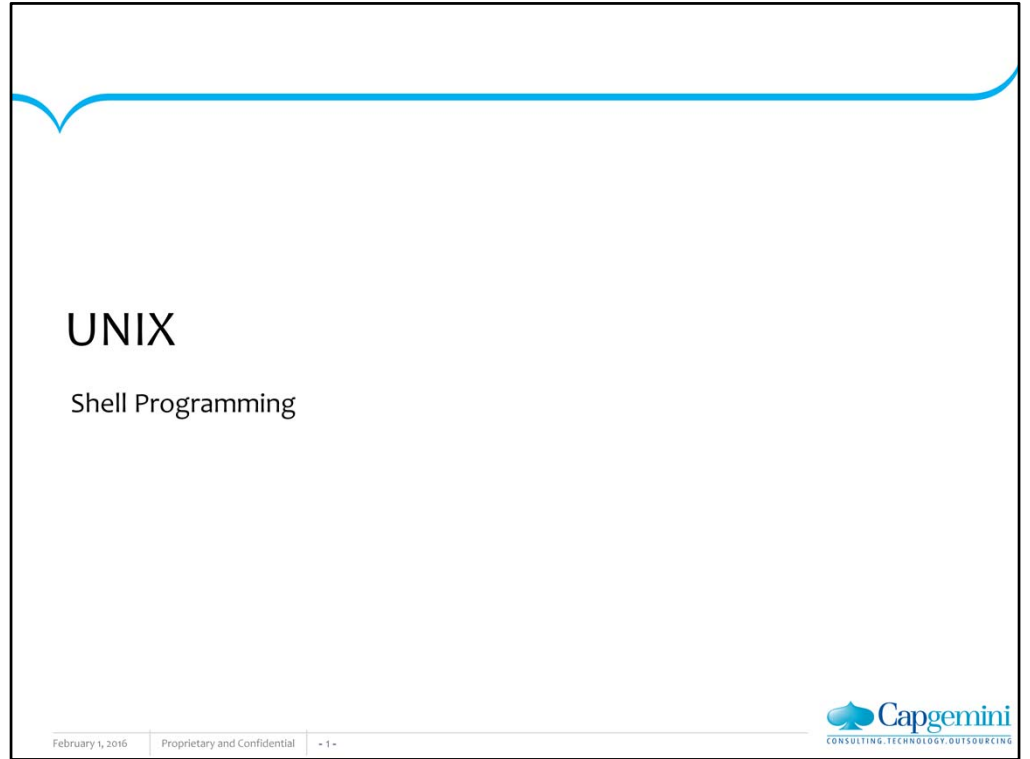 UNIX
Shell Programming
February 1, 2016 Proprietary and Confidential - 1 -
Capgemini
CONSULTING.TECHNOLOGY.OUTSOURCING